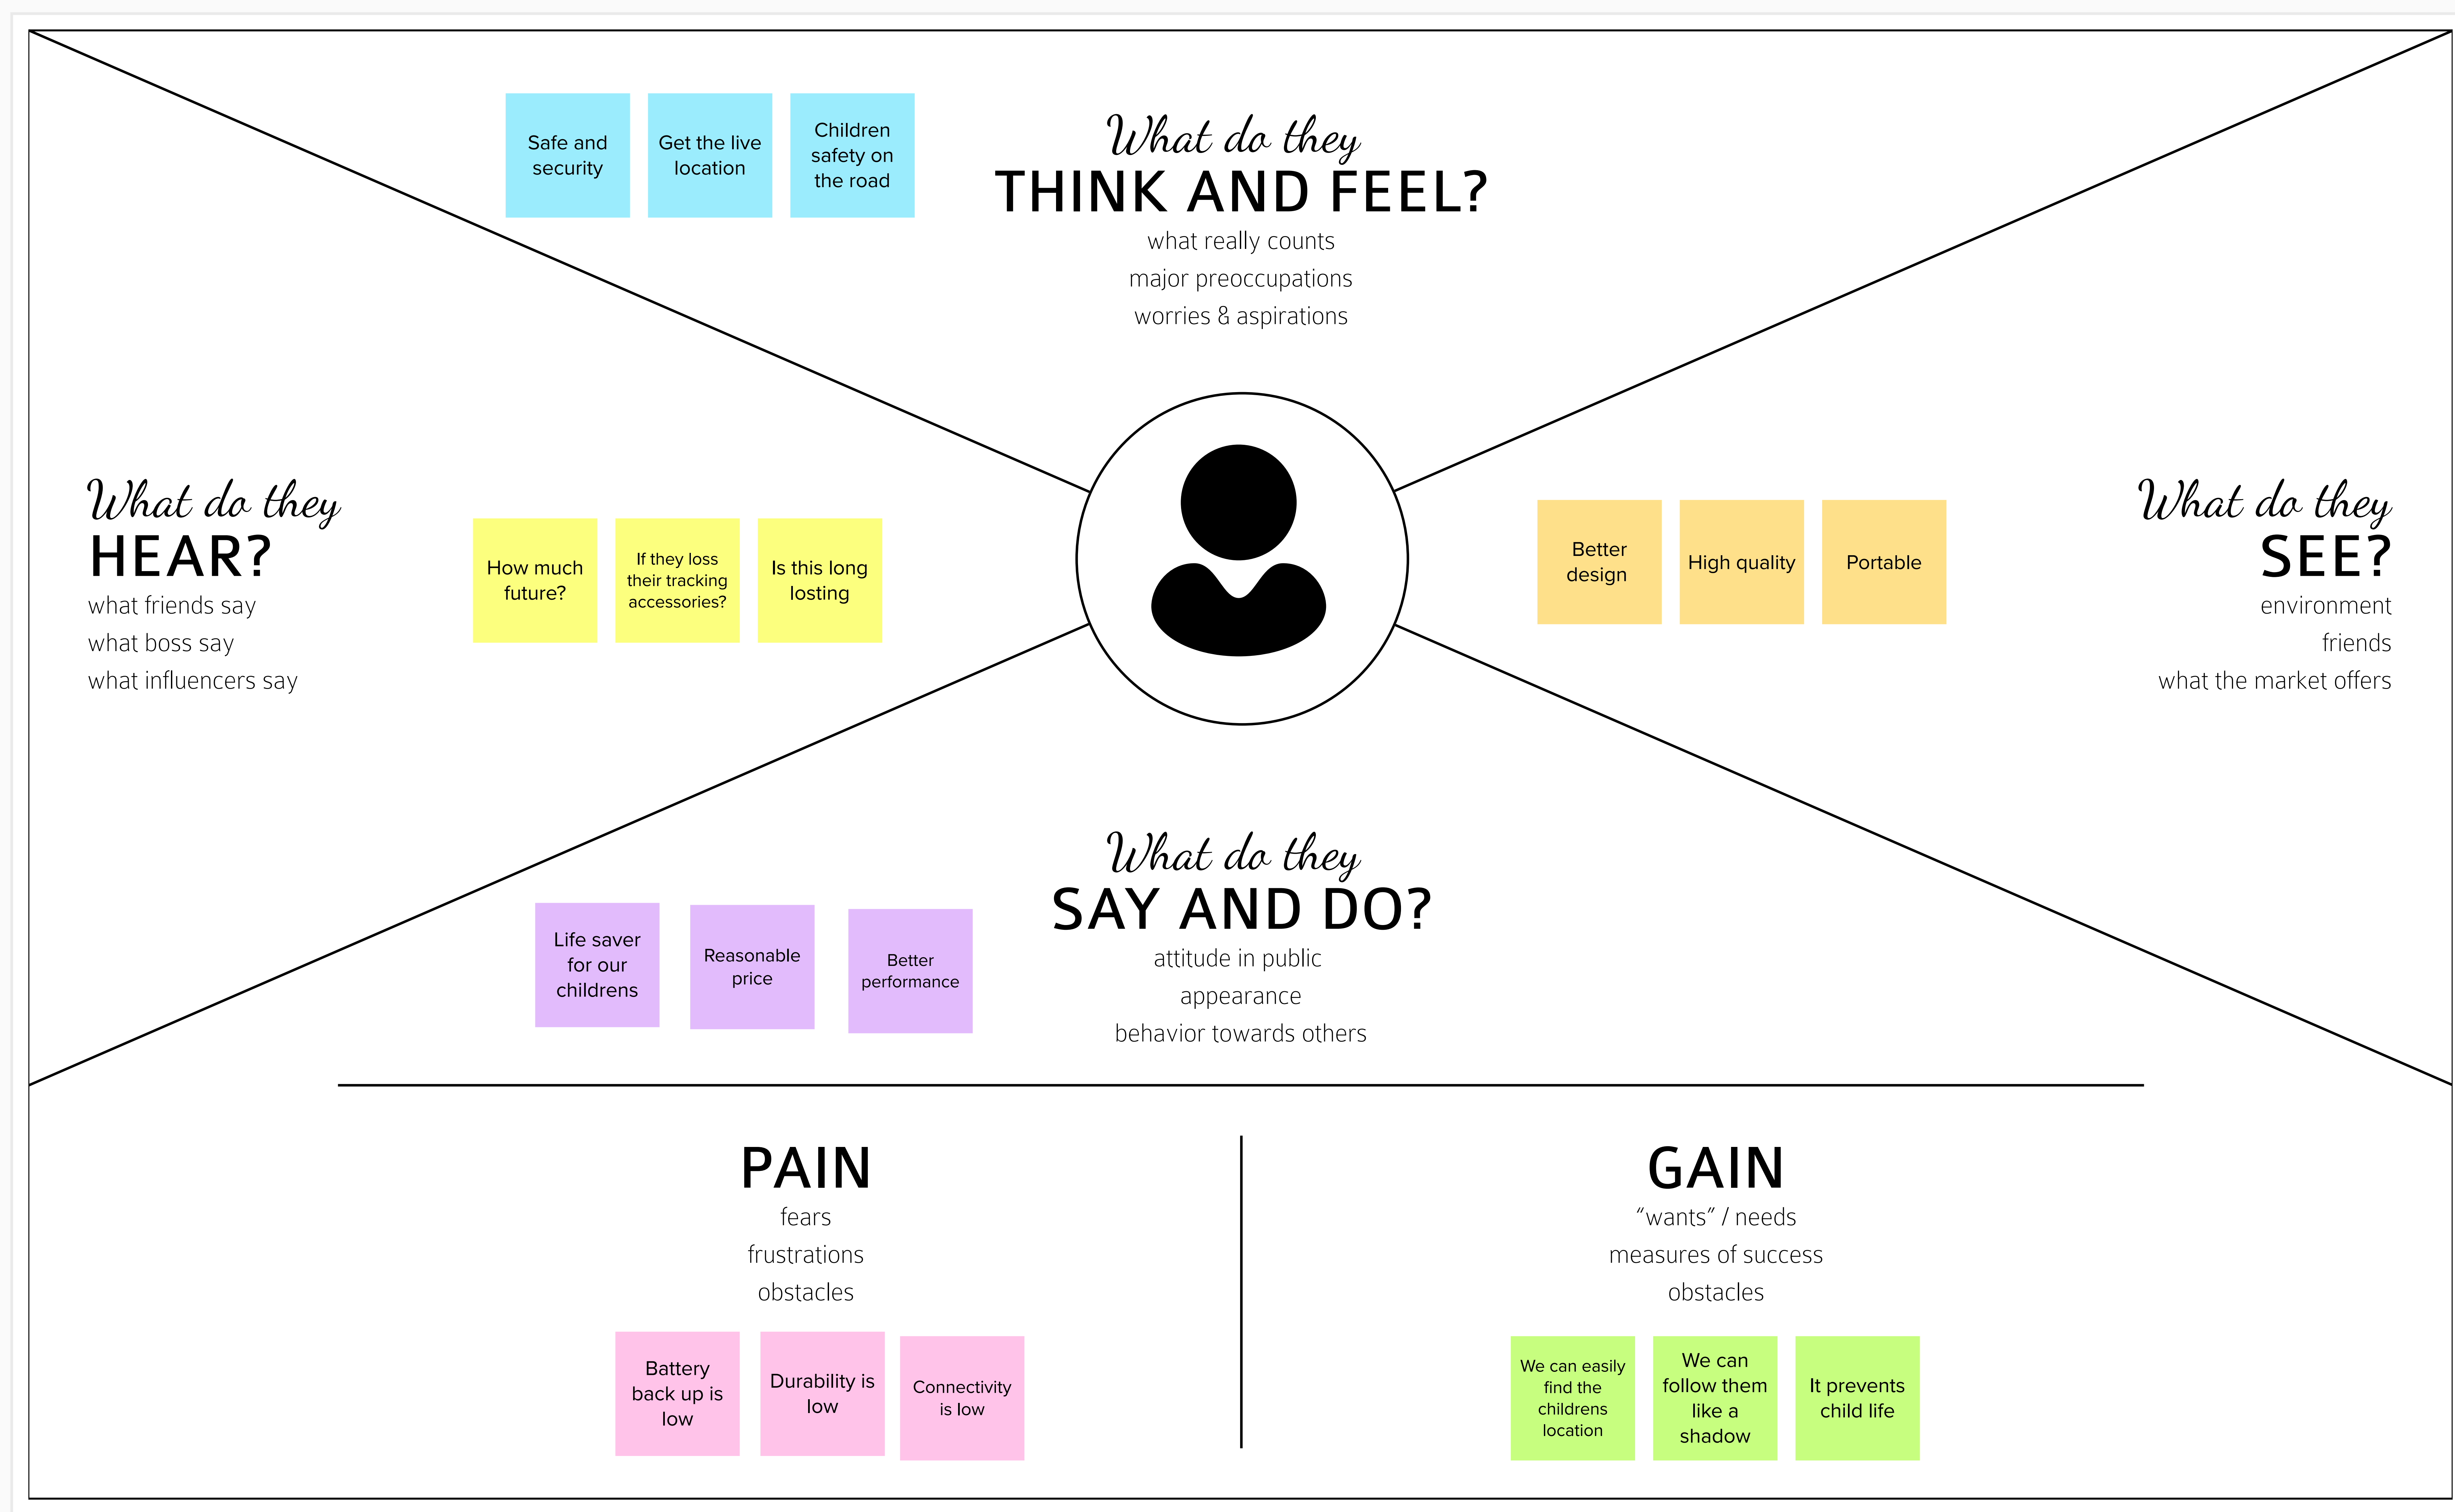 Safe and
security
Get the live
location
Children
safety on
the road
What do they
THINK AND FEEL?
what really counts
major preoccupations
worries & aspirations
What do they
HEAR?
what friends say
what boss say
what influencers say
How much
future?
If they loss
their tracking
accessories?
Is this long
losting
Better
design
High quality
Portable
What do they
SEE?
environment
friends
what the market offers
Life saver
for our
childrens
Reasonable
price
Better
performance
What do they
SAY AND DO?
attitude in public
appearance
behavior towards others
PAIN
fears
frustrations
obstacles
Battery
back up is
low
Durability is
low
Connectivity
is low
GAIN
“wants” / needs
measures of success
obstacles
We can easily
find the
childrens
location
We can
follow them
like a
shadow
It prevents
child life